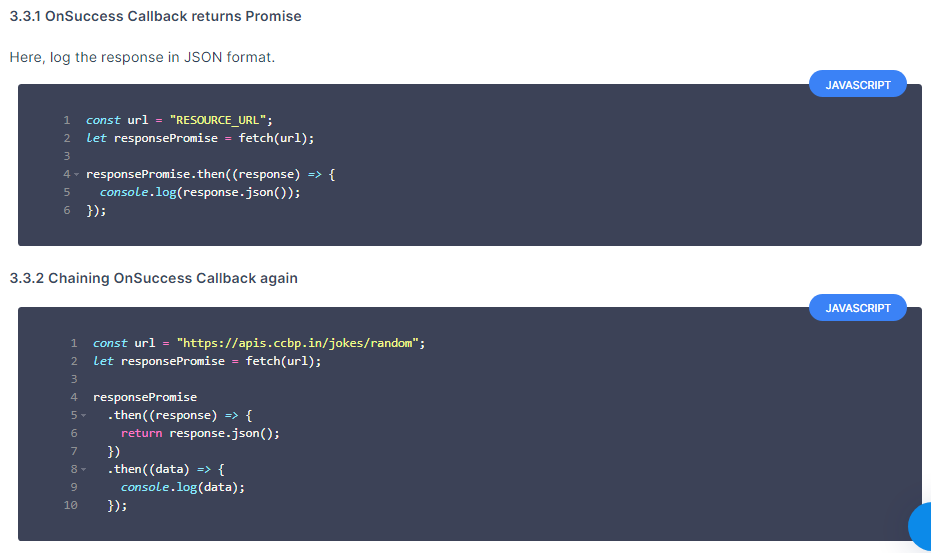 3.3.1 OnSuccess Callback returns Promise
Here, log the response in JSON format.
JAVASCRIPT
1 const url = "RESOURCE_URL";
2 let responsePromise = fetch(url);
3
4 responsePromise.then((response) => {
5   console.log(response.json());
6 });
3.3.2 Chaining OnSuccess Callback again
JAVASCRIPT
1 const url = "https://apis.ccbp.in/jokes/random";
2 let responsePromise = fetch(url);
3
4 responsePromise
5   .then((response) => {
6     return response.json();
7   })
8   .then((data) => {
9     console.log(data);
10   });